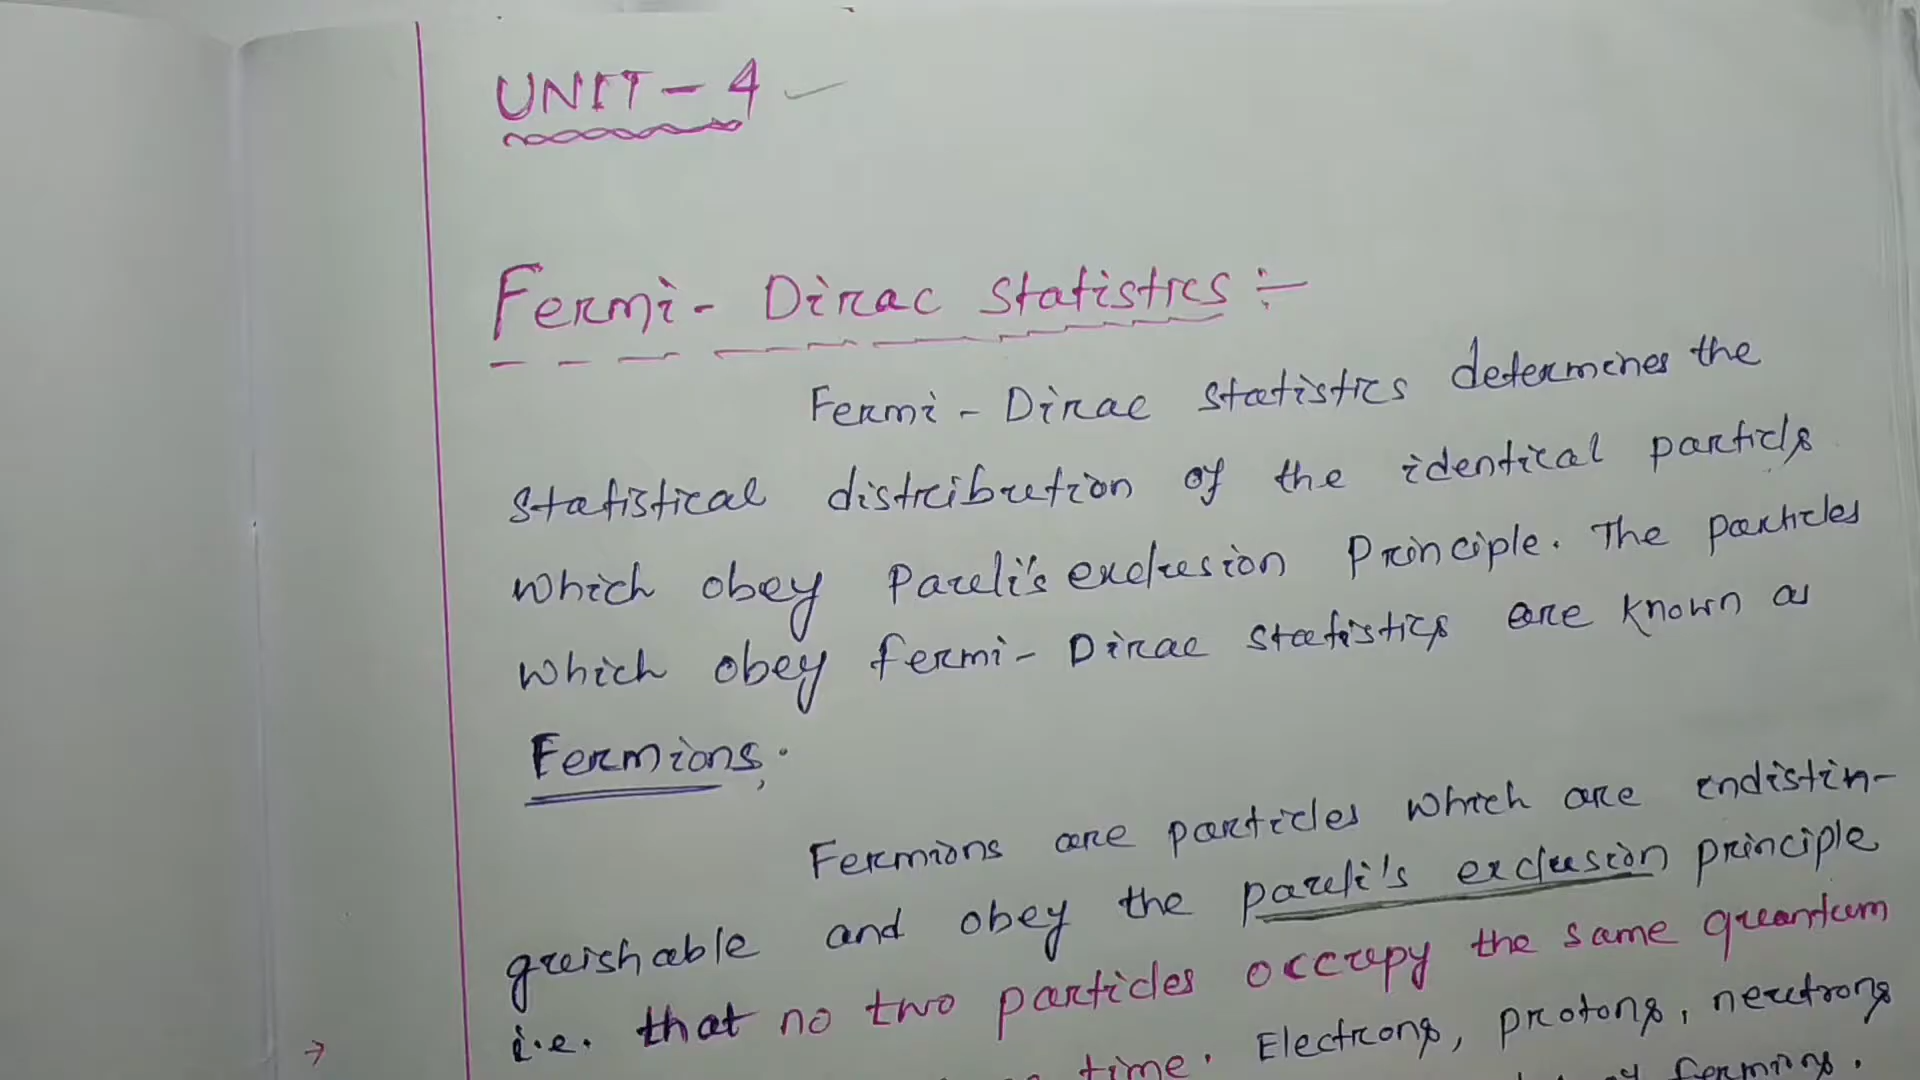 UNIT - 4
Fermi - Dirac Statistics :-
Fermi - Dirac statistics determines the
statistical distribution of the identical particls
which obey Pauli's exclusion Principle. The particles
which obey fermi - Dirac statistics are known as
Fermions.
Fermions are particles which are indistin-
guishable and obey the pauli's exclusion principle
i.e. that no two particles occupy the same quantum
time. Electrons, protons, neutrons
fermions.